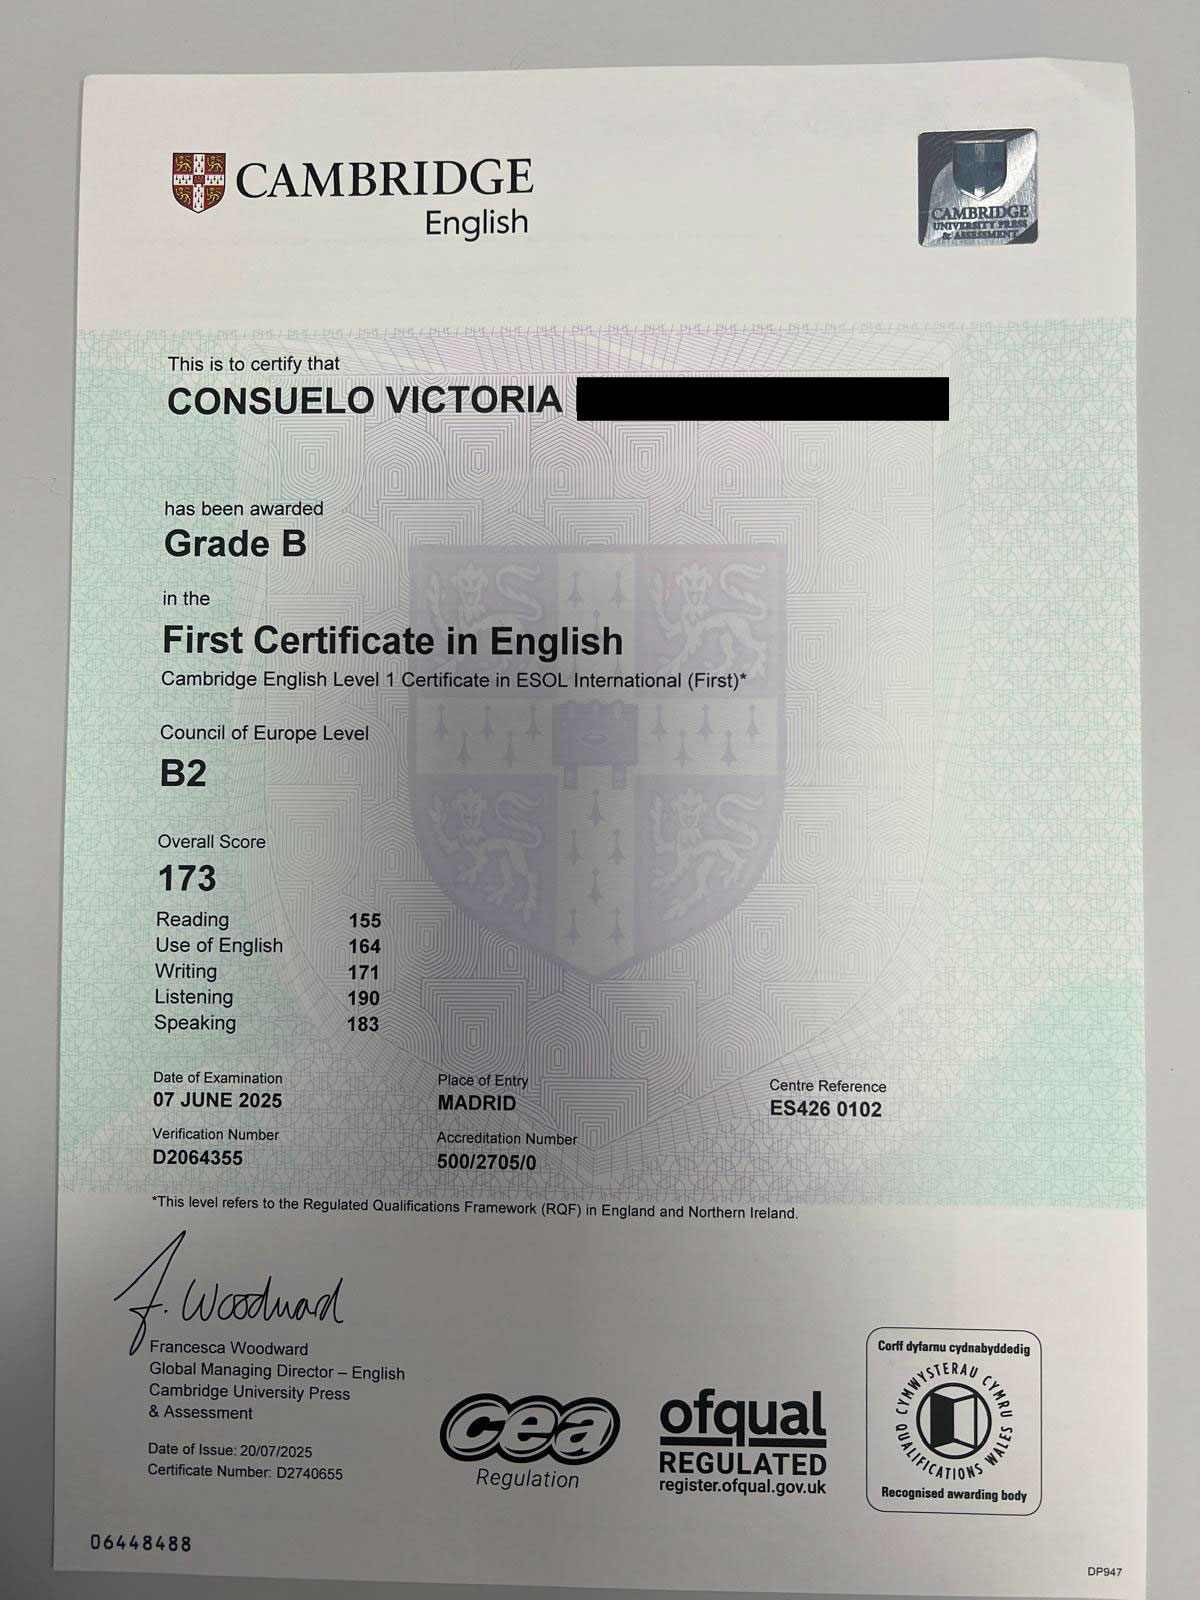 CAMBRIDGE
English
CAMBRIDGE
UNIVERSITY PRESS
& ASSESSMENT
This is to certify that
CONSUELO VICTORIA
has been awarded
Grade B
in the
First Certificate in English
Cambridge English Level 1 Certificate in ESOL International (First)*
Council of Europe Level
B2
Overall Score
173
Reading 155
Use of English 164
Writing 171
Listening 190
Speaking 183
Date of Examination Place of Entry Centre Reference
07 JUNE 2025 MADRID ES426 0102
Verification Number Accreditation Number
D2064355 500/2705/0
*This level refers to the Regulated Qualifications Framework (RQF) in England and Northern Ireland.
F. Woodward
Francesca Woodward
Global Managing Director – English
Cambridge University Press
& Assessment
Date of Issue: 20/07/2025
Certificate Number: D2740655
cea
Regulation
ofqual
REGULATED
register.ofqual.gov.uk
Corff dyfarnu cydnabyddedig
CYMWYSTERAU CYMRU
QUALIFICATIONS WALES
Recognised awarding body
06448488
DP947